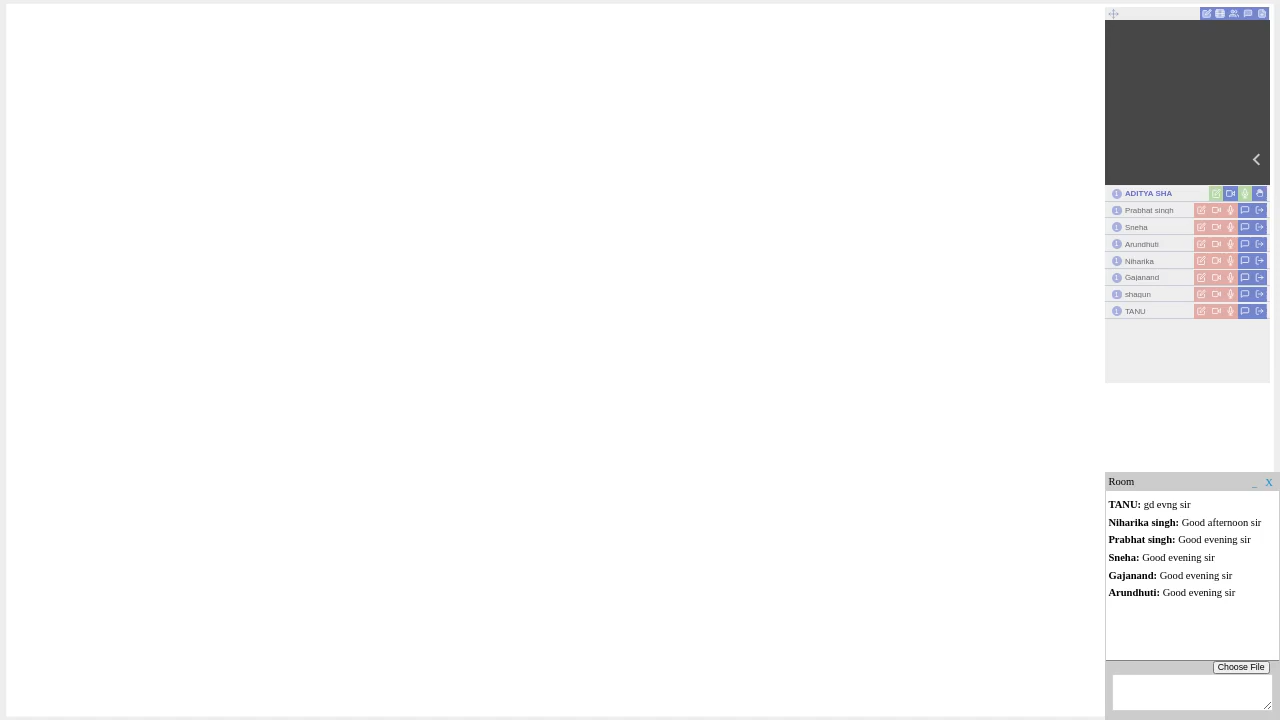 ADITYA SHA
Prabhat singh
Sneha
Arundhuti
Niharika
Gajanand
shagun
TANU
Room _ X
TANU: gd evng sir
Niharika singh: Good afternoon sir
Prabhat singh: Good evening sir
Sneha: Good evening sir
Gajanand: Good evening sir
Arundhuti: Good evening sir
Choose File